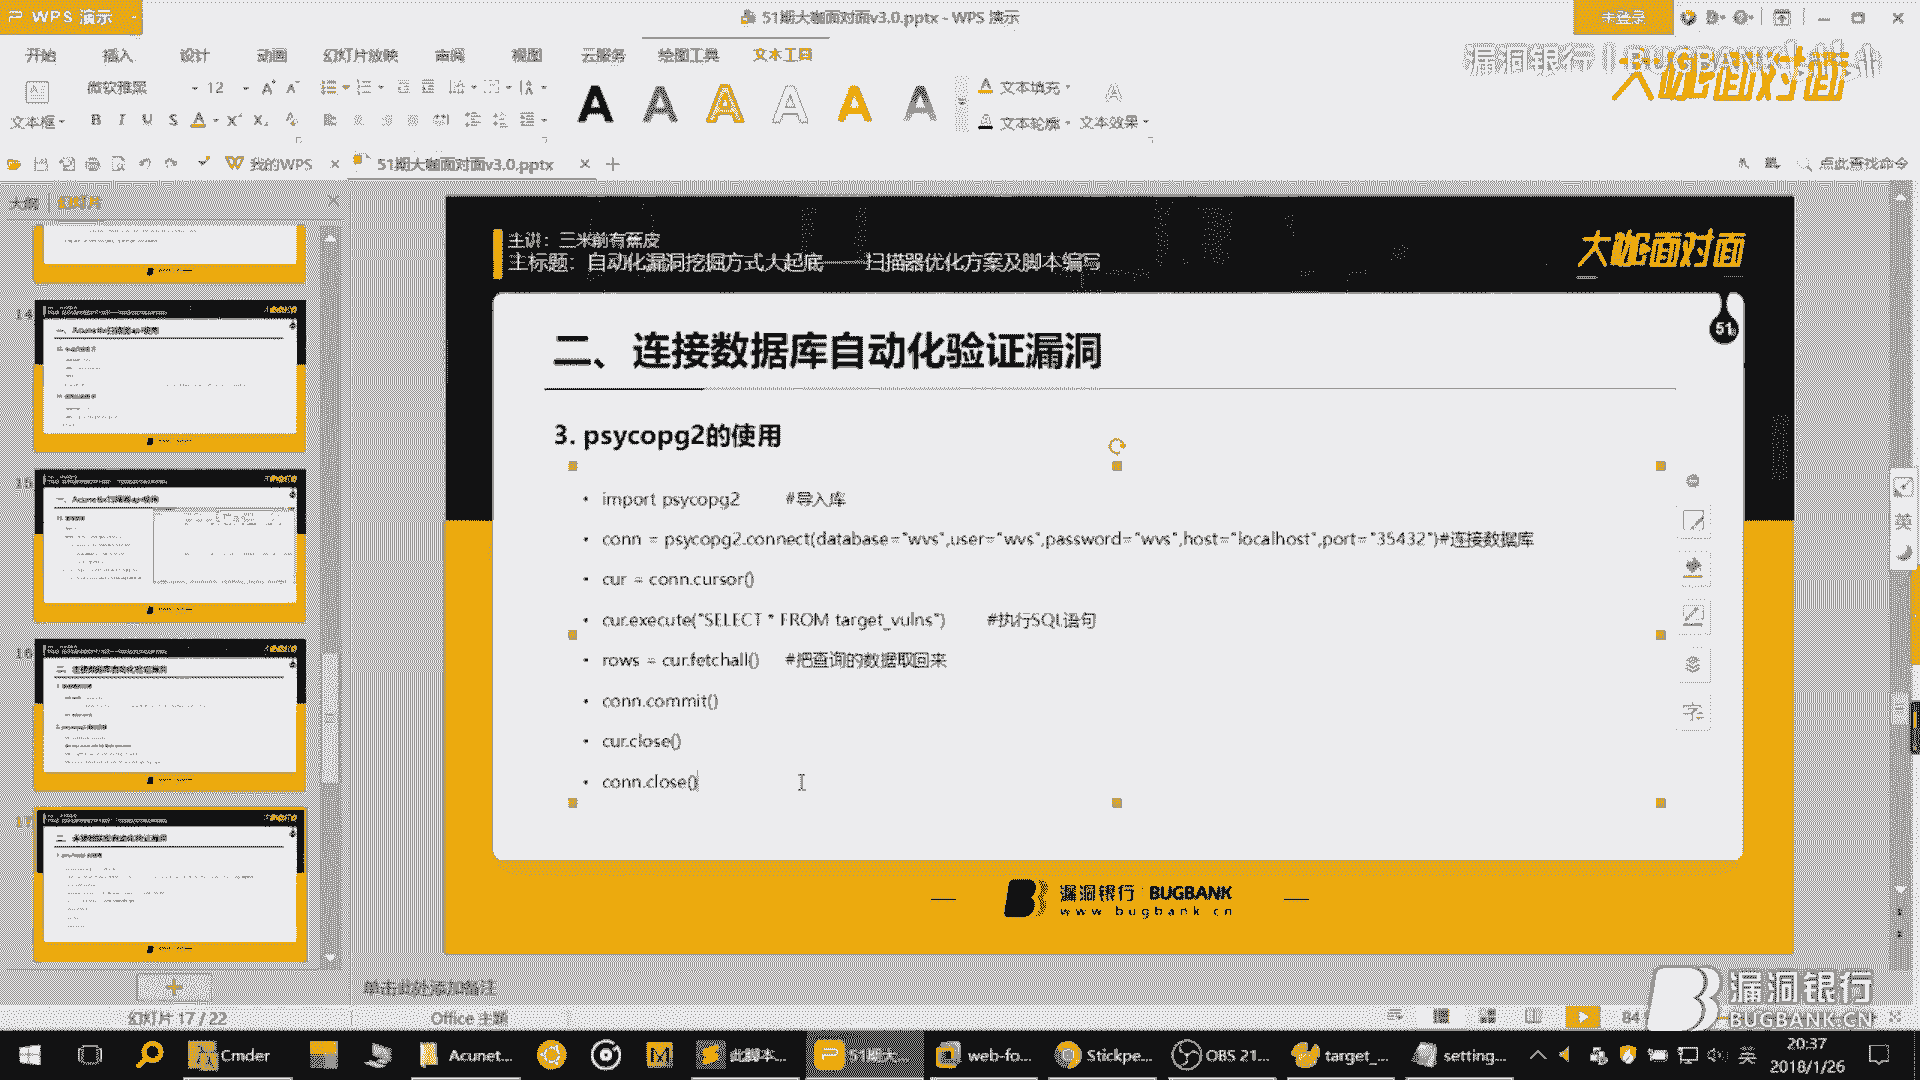 WPS 演示
51期大咖面对面v3.0.pptx - WPS 演示
未登录
开始 插入 设计 动画 幻灯片放映 审阅 视图 云服务 绘图工具 文本工具
漏洞银行 | BUGBANK
大咖面对面
微软雅黑 12
文本填充
文本框
B I U S A
文本轮廓 文本效果
我的WPS
51期大咖面对面v3.0.pptx
点此查找命令
大纲 幻灯片
14
15
16
17
主讲：三米前有蕉皮
主标题：自动化漏洞挖掘方式大起底——扫描器优化方案及脚本编写
大咖面对面
51
二、连接数据库自动化验证漏洞
3. psycopg2的使用
• import psycopg2 #导入库
• conn = psycopg2.connect(database="wvs",user="wvs",password="wvs",host="localhost",port="35432")#连接数据库
• cur = conn.cursor()
• cur.execute("SELECT * FROM target_vulns") #执行SQL语句
• rows = cur.fetchall() #把查询的数据取回来
• conn.commit()
• cur.close()
• conn.close()
英
漏洞银行 BUGBANK
www.bugbank.cn
单击此处添加备注
幻灯片 17 / 22
Office 主题
84
漏洞银行
BUGBANK.CN
Cmder
Acunet...
此脚本...
51期大...
web-fo...
Stickpe...
OBS 21...
target_...
setting...
英
20:37
2018/1/26